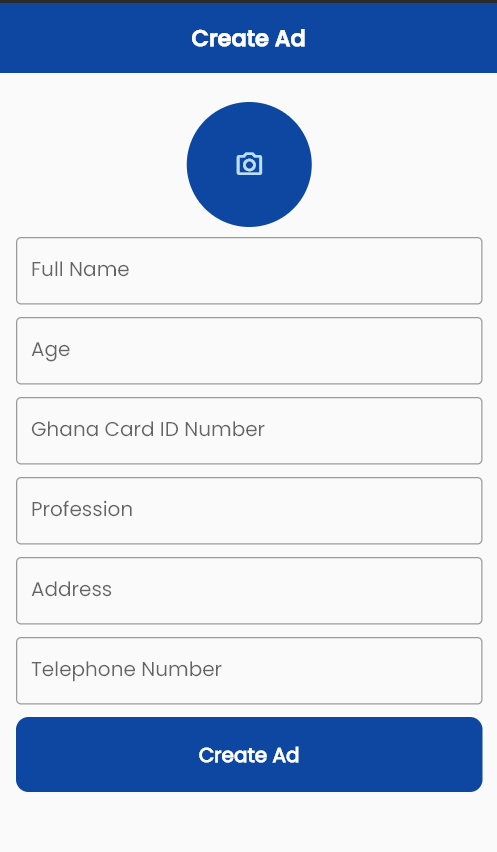 Create Ad
Full Name
Age
Ghana Card ID Number
Profession
Address
Telephone Number
Create Ad